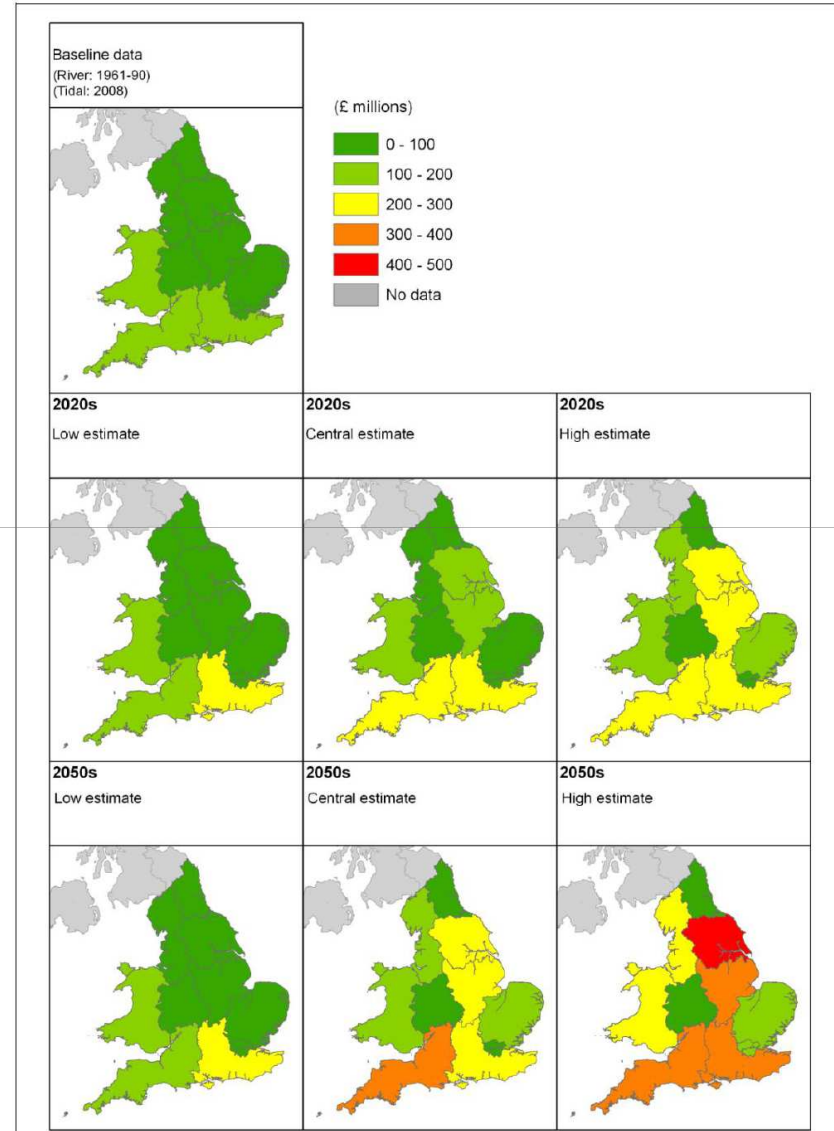 Baseline data
(River: 1961-90)
(Tidal: 2008)
(£ millions)
0 - 100
100 - 200
200 - 300
300 - 400
400 - 500
No data
2020s
Low estimate
2020s
Central estimate
2020s
High estimate
2050s
Low estimate
2050s
Central estimate
2050s
High estimate